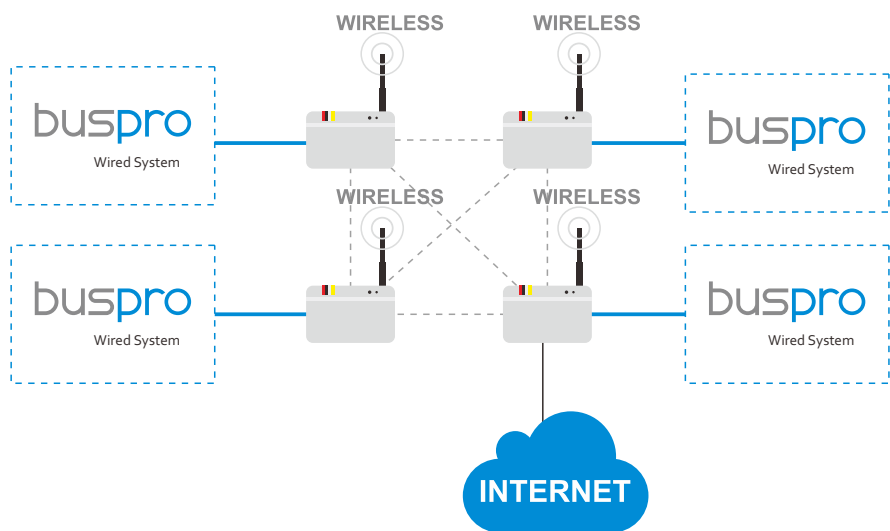 WIRELESS
WIRELESS
buspro
Wired System
buspro
Wired System
WIRELESS
WIRELESS
buspro
Wired System
buspro
Wired System
INTERNET